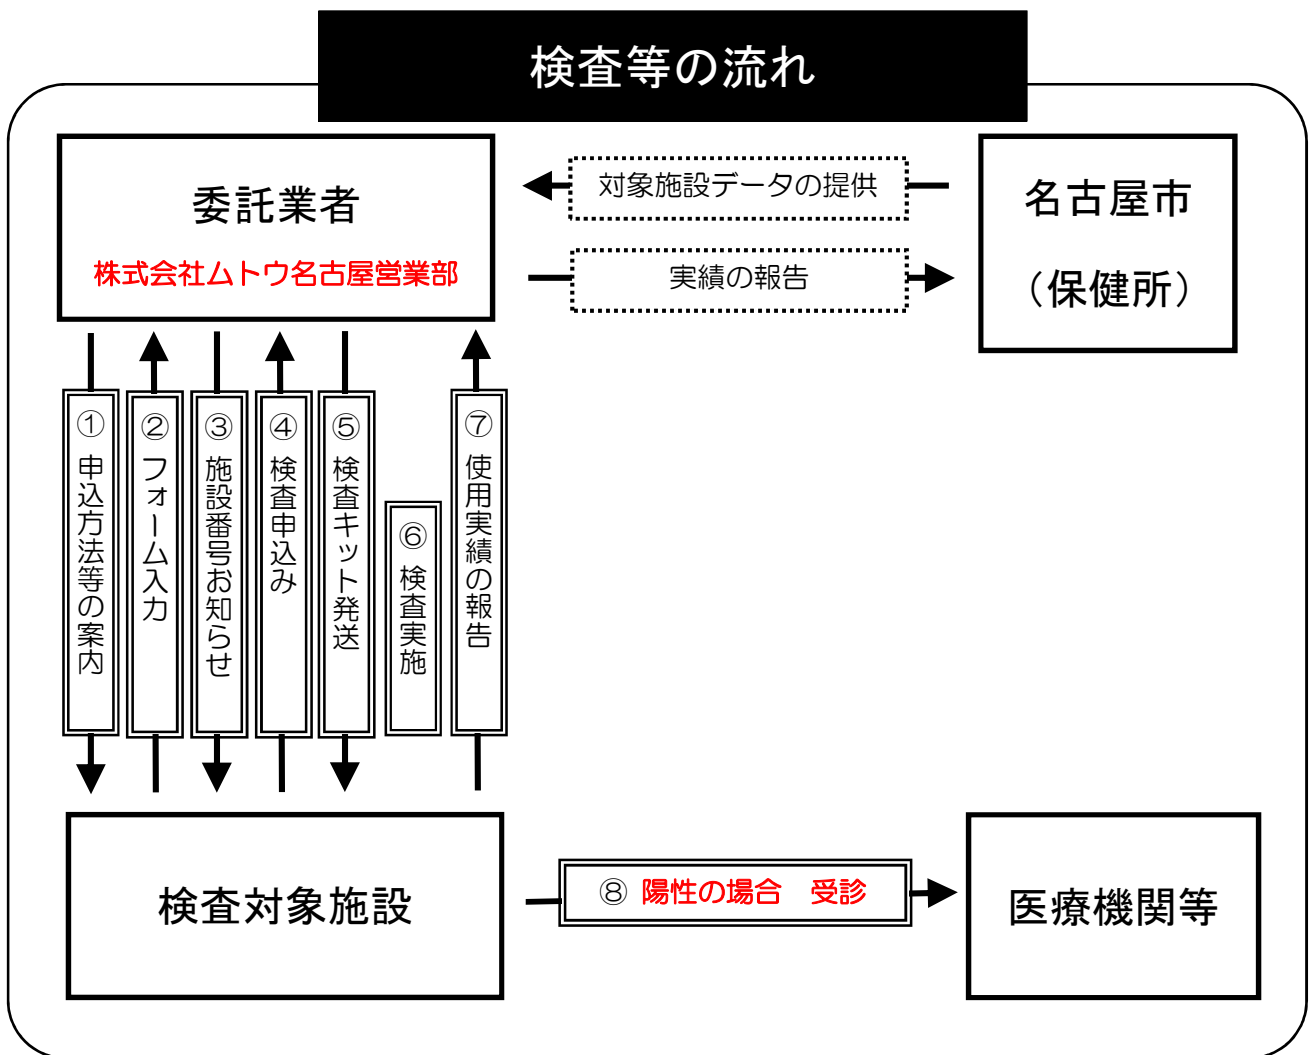 検査等の流れ
委託業者
株式会社ムトウ名古屋営業部
対象施設データの提供
実績の報告
名古屋市
（保健所）
① 申込方法等の案内
② フォーム入力
③ 施設番号お知らせ
④ 検査申込み
⑤ 検査キット発送
⑥ 検査実施
⑦ 使用実績の報告
検査対象施設
⑧ 陽性の場合　受診
医療機関等